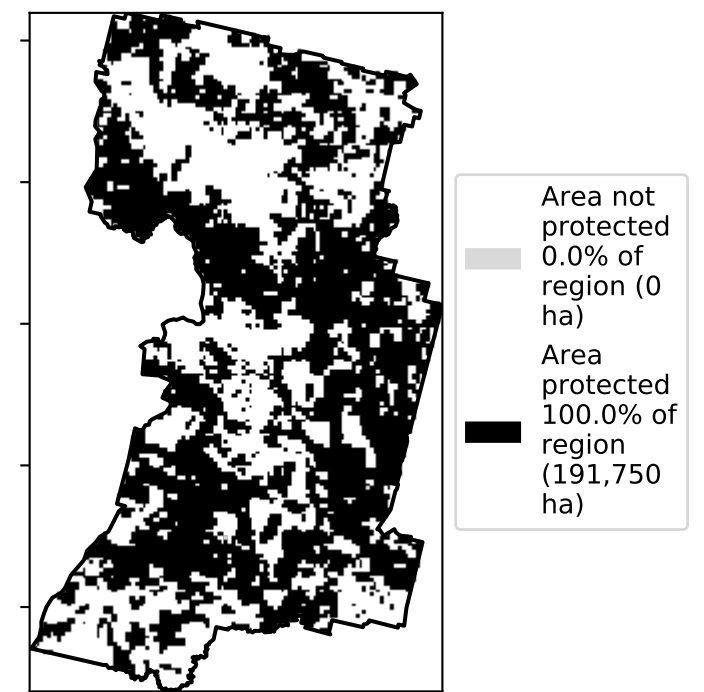 Area not
protected
0.0% of
region (0
ha)
Area
protected
100.0% of
region
(191,750
ha)